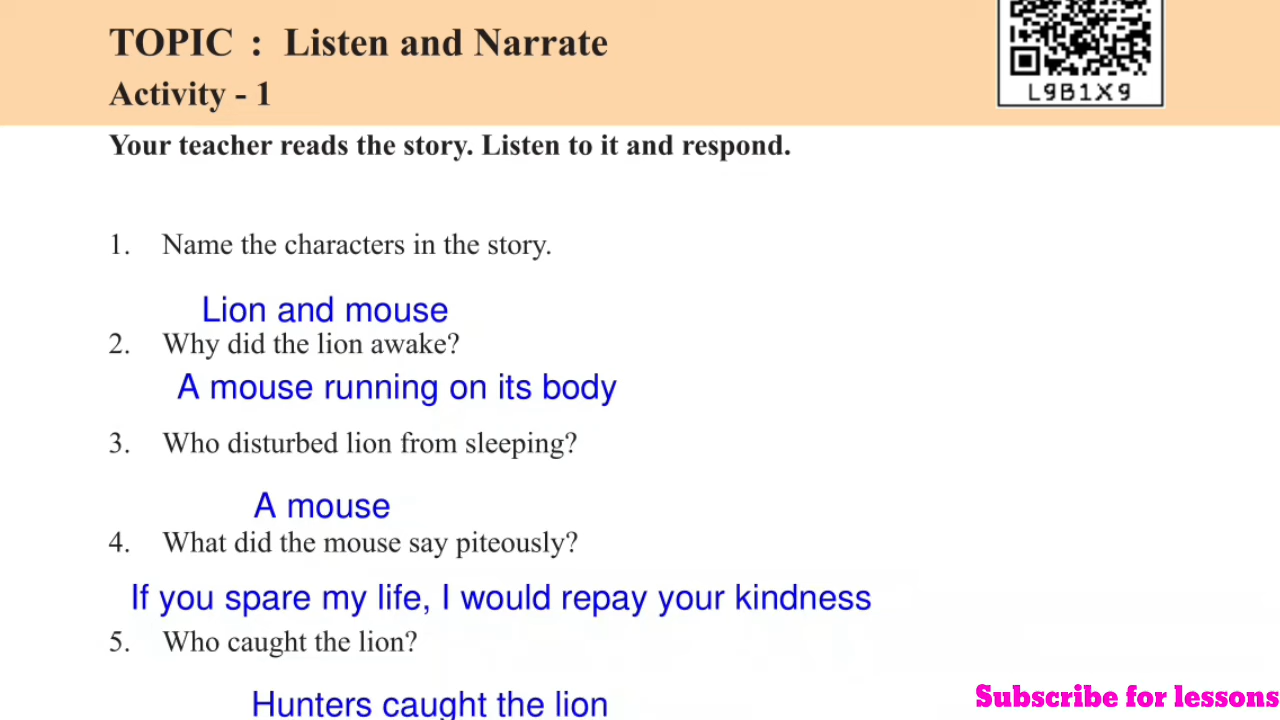 TOPIC : Listen and Narrate
Activity - 1
L9B1X9
Your teacher reads the story. Listen to it and respond.
1. Name the characters in the story.
Lion and mouse
2. Why did the lion awake?
A mouse running on its body
3. Who disturbed lion from sleeping?
A mouse
4. What did the mouse say piteously?
If you spare my life, I would repay your kindness
5. Who caught the lion?
Hunters caught the lion
Subscribe for lessons